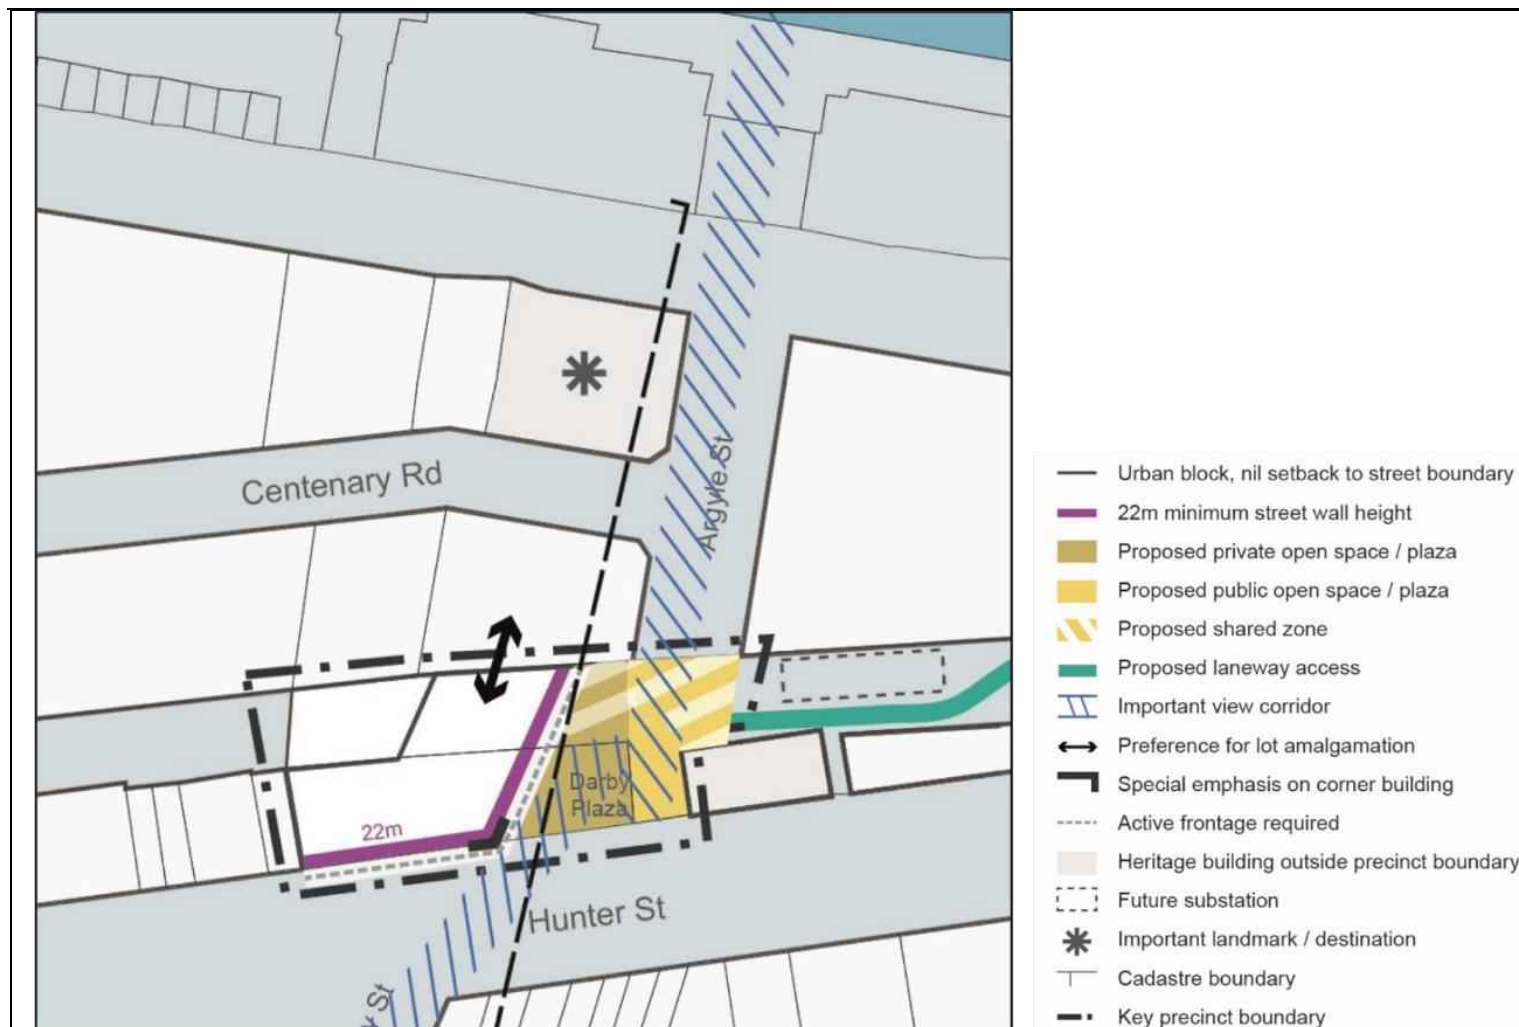 Centenary Rd
Argyle St
Darby
Plaza
22m
Hunter St
St
Urban block, nil setback to street boundary
22m minimum street wall height
Proposed private open space / plaza
Proposed public open space / plaza
Proposed shared zone
Proposed laneway access
Important view corridor
Preference for lot amalgamation
Special emphasis on corner building
Active frontage required
Heritage building outside precinct boundary
Future substation
Important landmark / destination
Cadastre boundary
Key precinct boundary